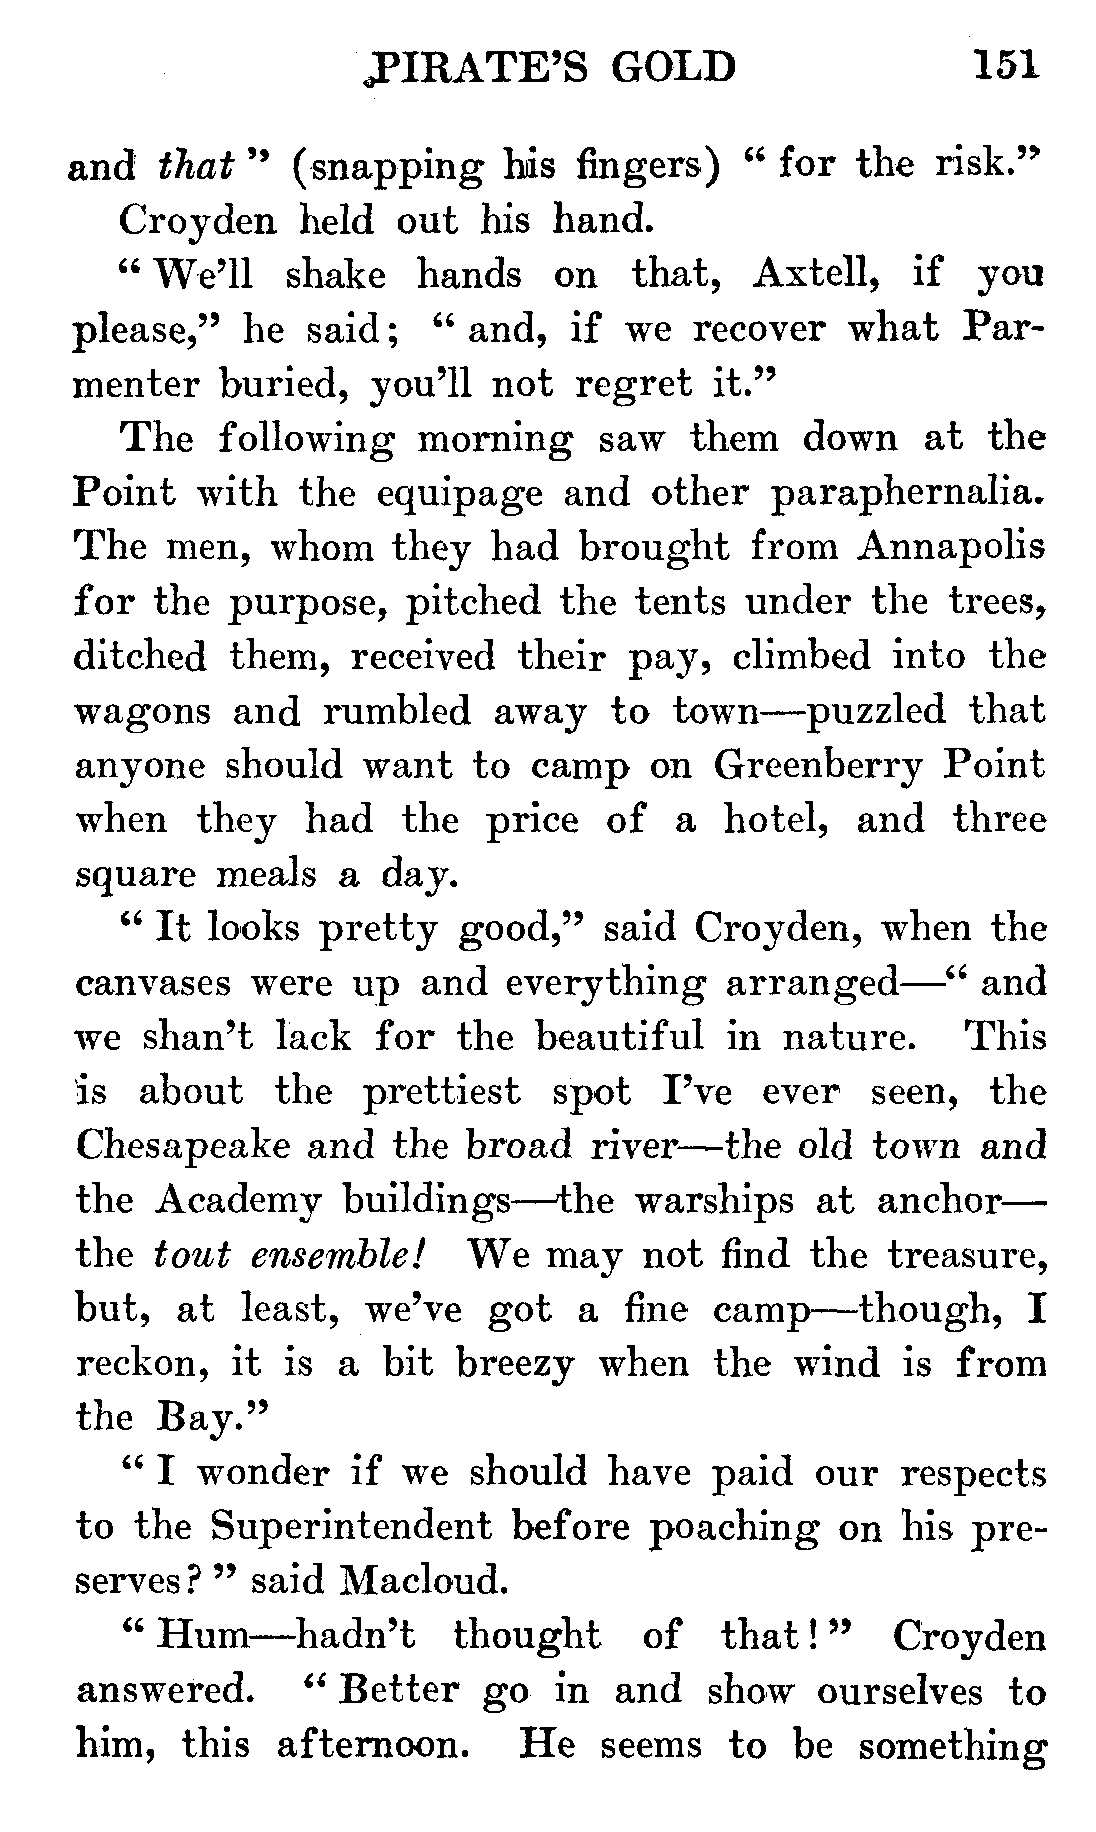 PIRATE'S GOLD 151
and that" (snapping his fingers) "for the risk."
Croyden held out his hand.
"We'll shake hands on that, Axtell, if you
please," he said; "and, if we recover what Par-
menter buried, you'll not regret it."
The following morning saw them down at the
Point with the equipage and other paraphernalia.
The men, whom they had brought from Annapolis
for the purpose, pitched the tents under the trees,
ditched them, received their pay, climbed into the
wagons and rumbled away to town—puzzled that
anyone should want to camp on Greenberry Point
when they had the price of a hotel, and three
square meals a day.
"It looks pretty good," said Croyden, when the
canvases were up and everything arranged—"and
we shan't lack for the beautiful in nature. This
is about the prettiest spot I've ever seen, the
Chesapeake and the broad river—the old town and
the Academy buildings—the warships at anchor—
the tout ensemble! We may not find the treasure,
but, at least, we've got a fine camp—though, I
reckon, it is a bit breezy when the wind is from
the Bay."
"I wonder if we should have paid our respects
to the Superintendent before poaching on his pre-
serves?" said Macloud.
"Hum—hadn't thought of that!" Croyden
answered. "Better go in and show ourselves to
him, this afternoon. He seems to be something